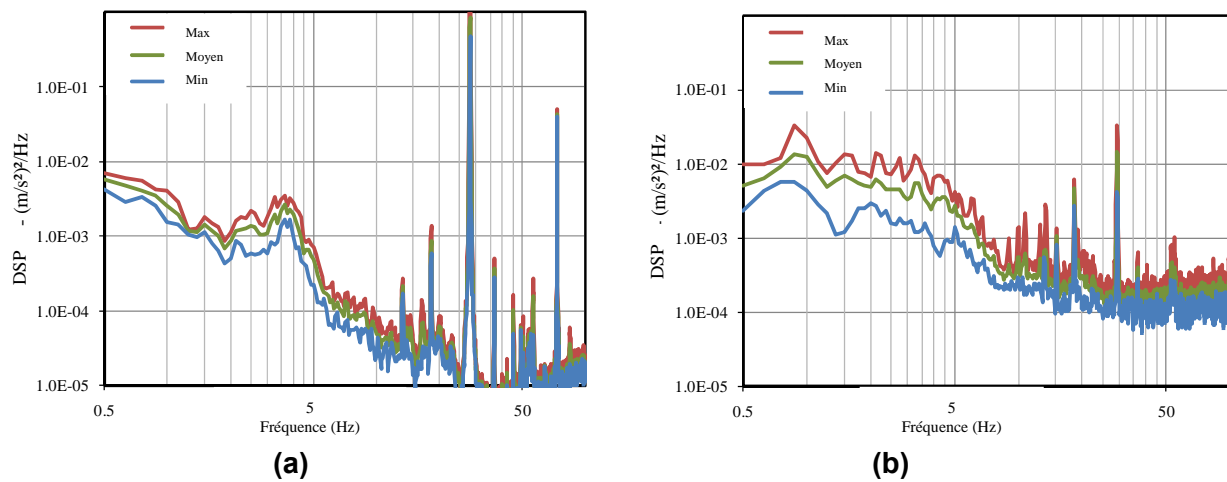 Max
Moyen
Min
1.0E-01
1.0E-02
1.0E-03
1.0E-04
1.0E-05
DSP - (m/s²)²/Hz
0.5
5
50
Fréquence (Hz)
(a)
Max
Moyen
Min
1.0E-01
1.0E-02
1.0E-03
1.0E-04
1.0E-05
DSP - (m/s²)²/Hz
0.5
5
50
Fréquence (Hz)
(b)